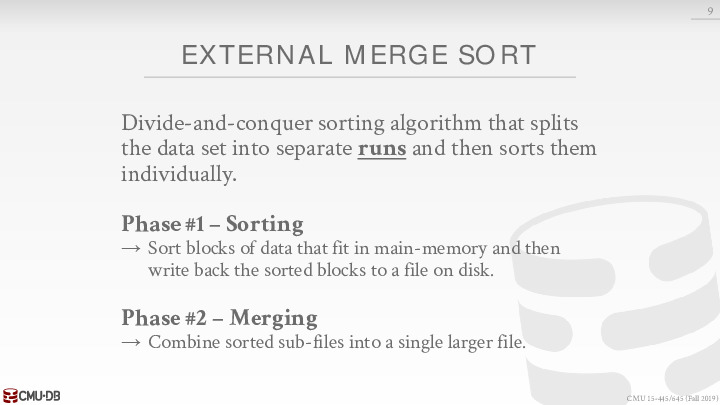 9
EXTERNAL MERGE SORT
Divide-and-conquer sorting algorithm that splits
the data set into separate runs and then sorts them
individually.
Phase #1 – Sorting
→ Sort blocks of data that fit in main-memory and then
write back the sorted blocks to a file on disk.
Phase #2 – Merging
→ Combine sorted sub-files into a single larger file.
CMU·DB
CMU 15-445/645 (Fall 2019)